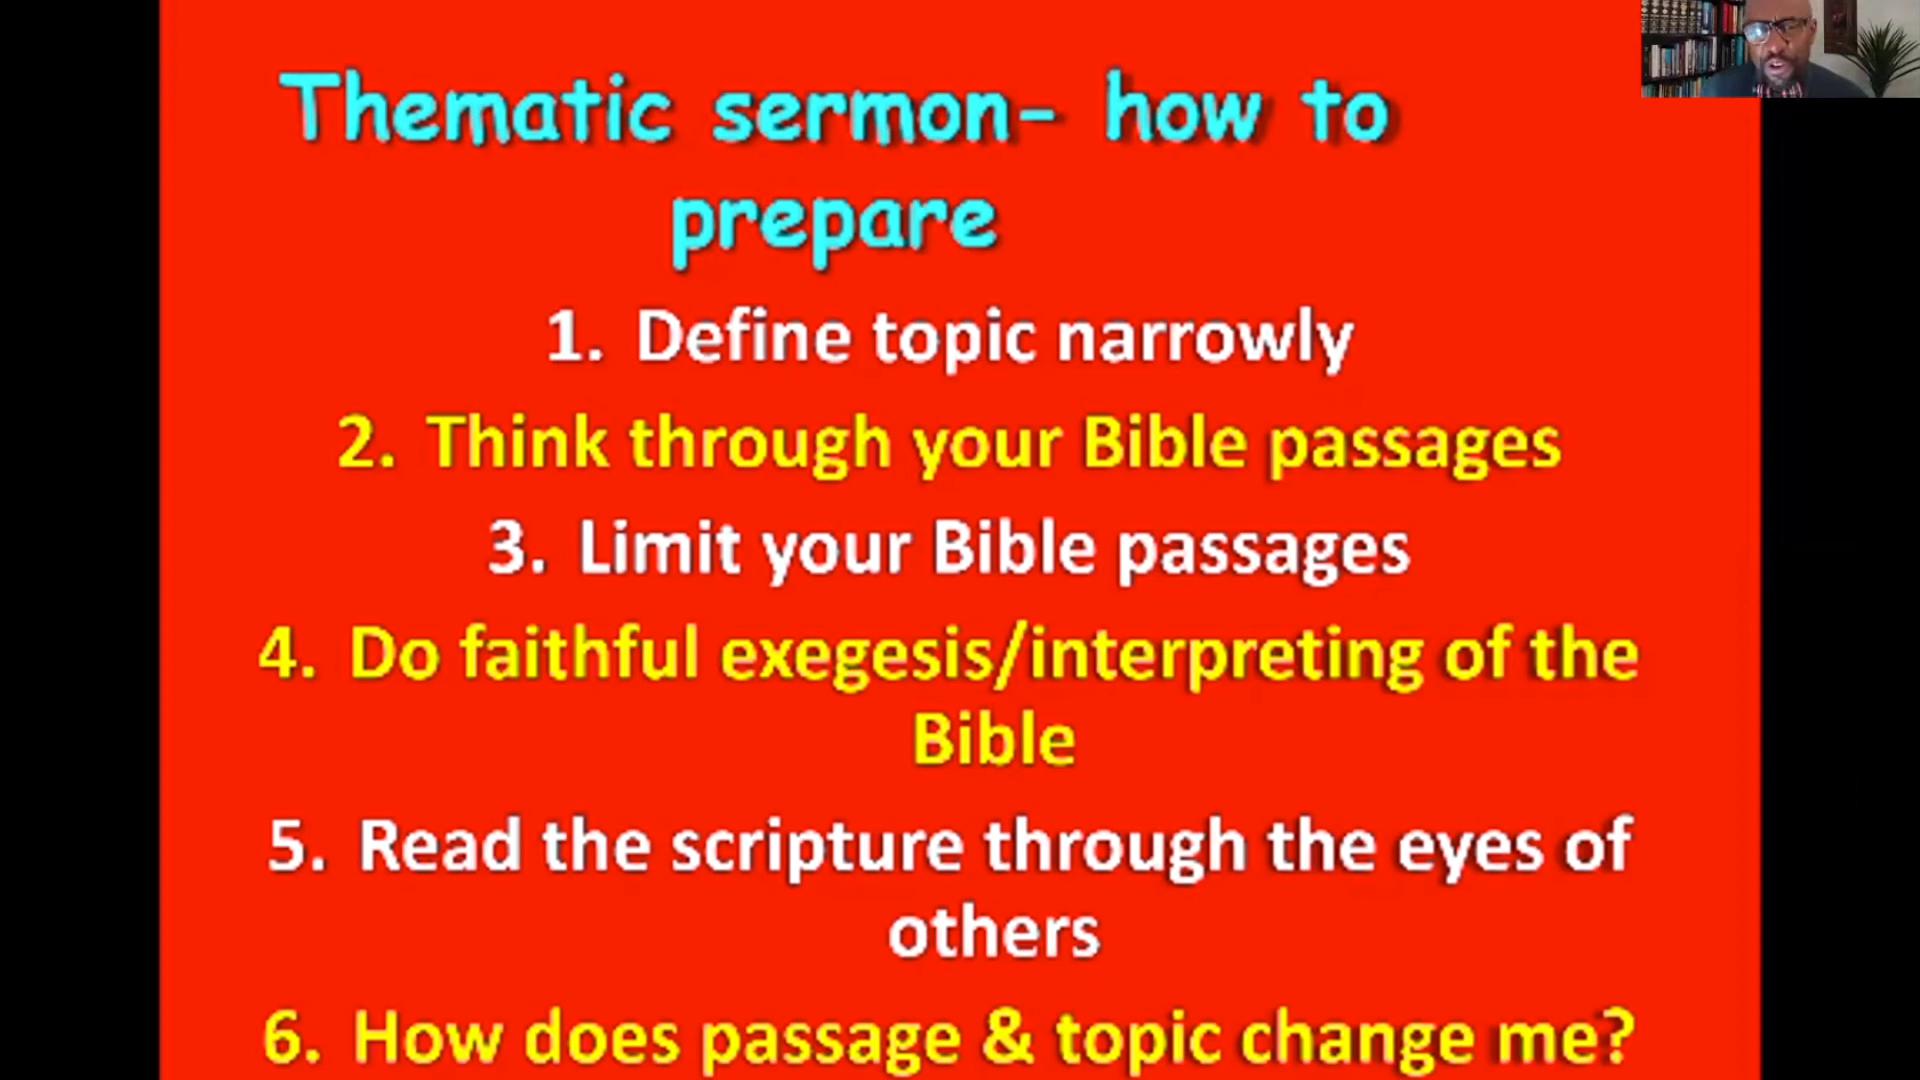 Thematic sermon- how to
prepare
1. Define topic narrowly
2. Think through your Bible passages
3. Limit your Bible passages
4. Do faithful exegesis/interpreting of the
Bible
5. Read the scripture through the eyes of
others
6. How does passage & topic change me?